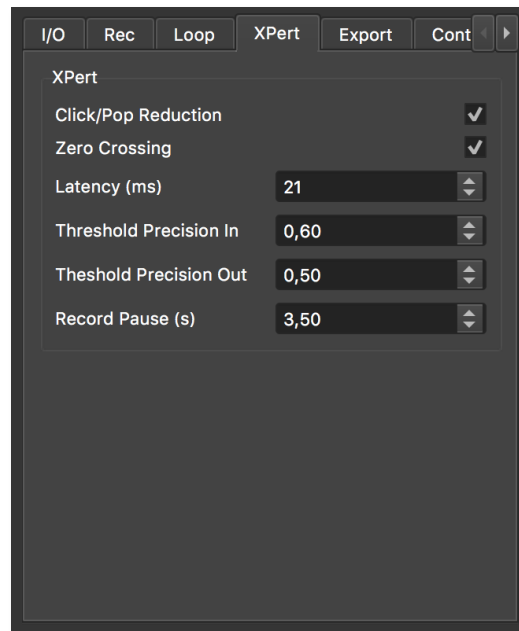 I/O Rec Loop XPert Export Cont
XPert
Click/Pop Reduction
Zero Crossing
Latency (ms) 21
Threshold Precision In 0,60
Theshold Precision Out 0,50
Record Pause (s) 3,50